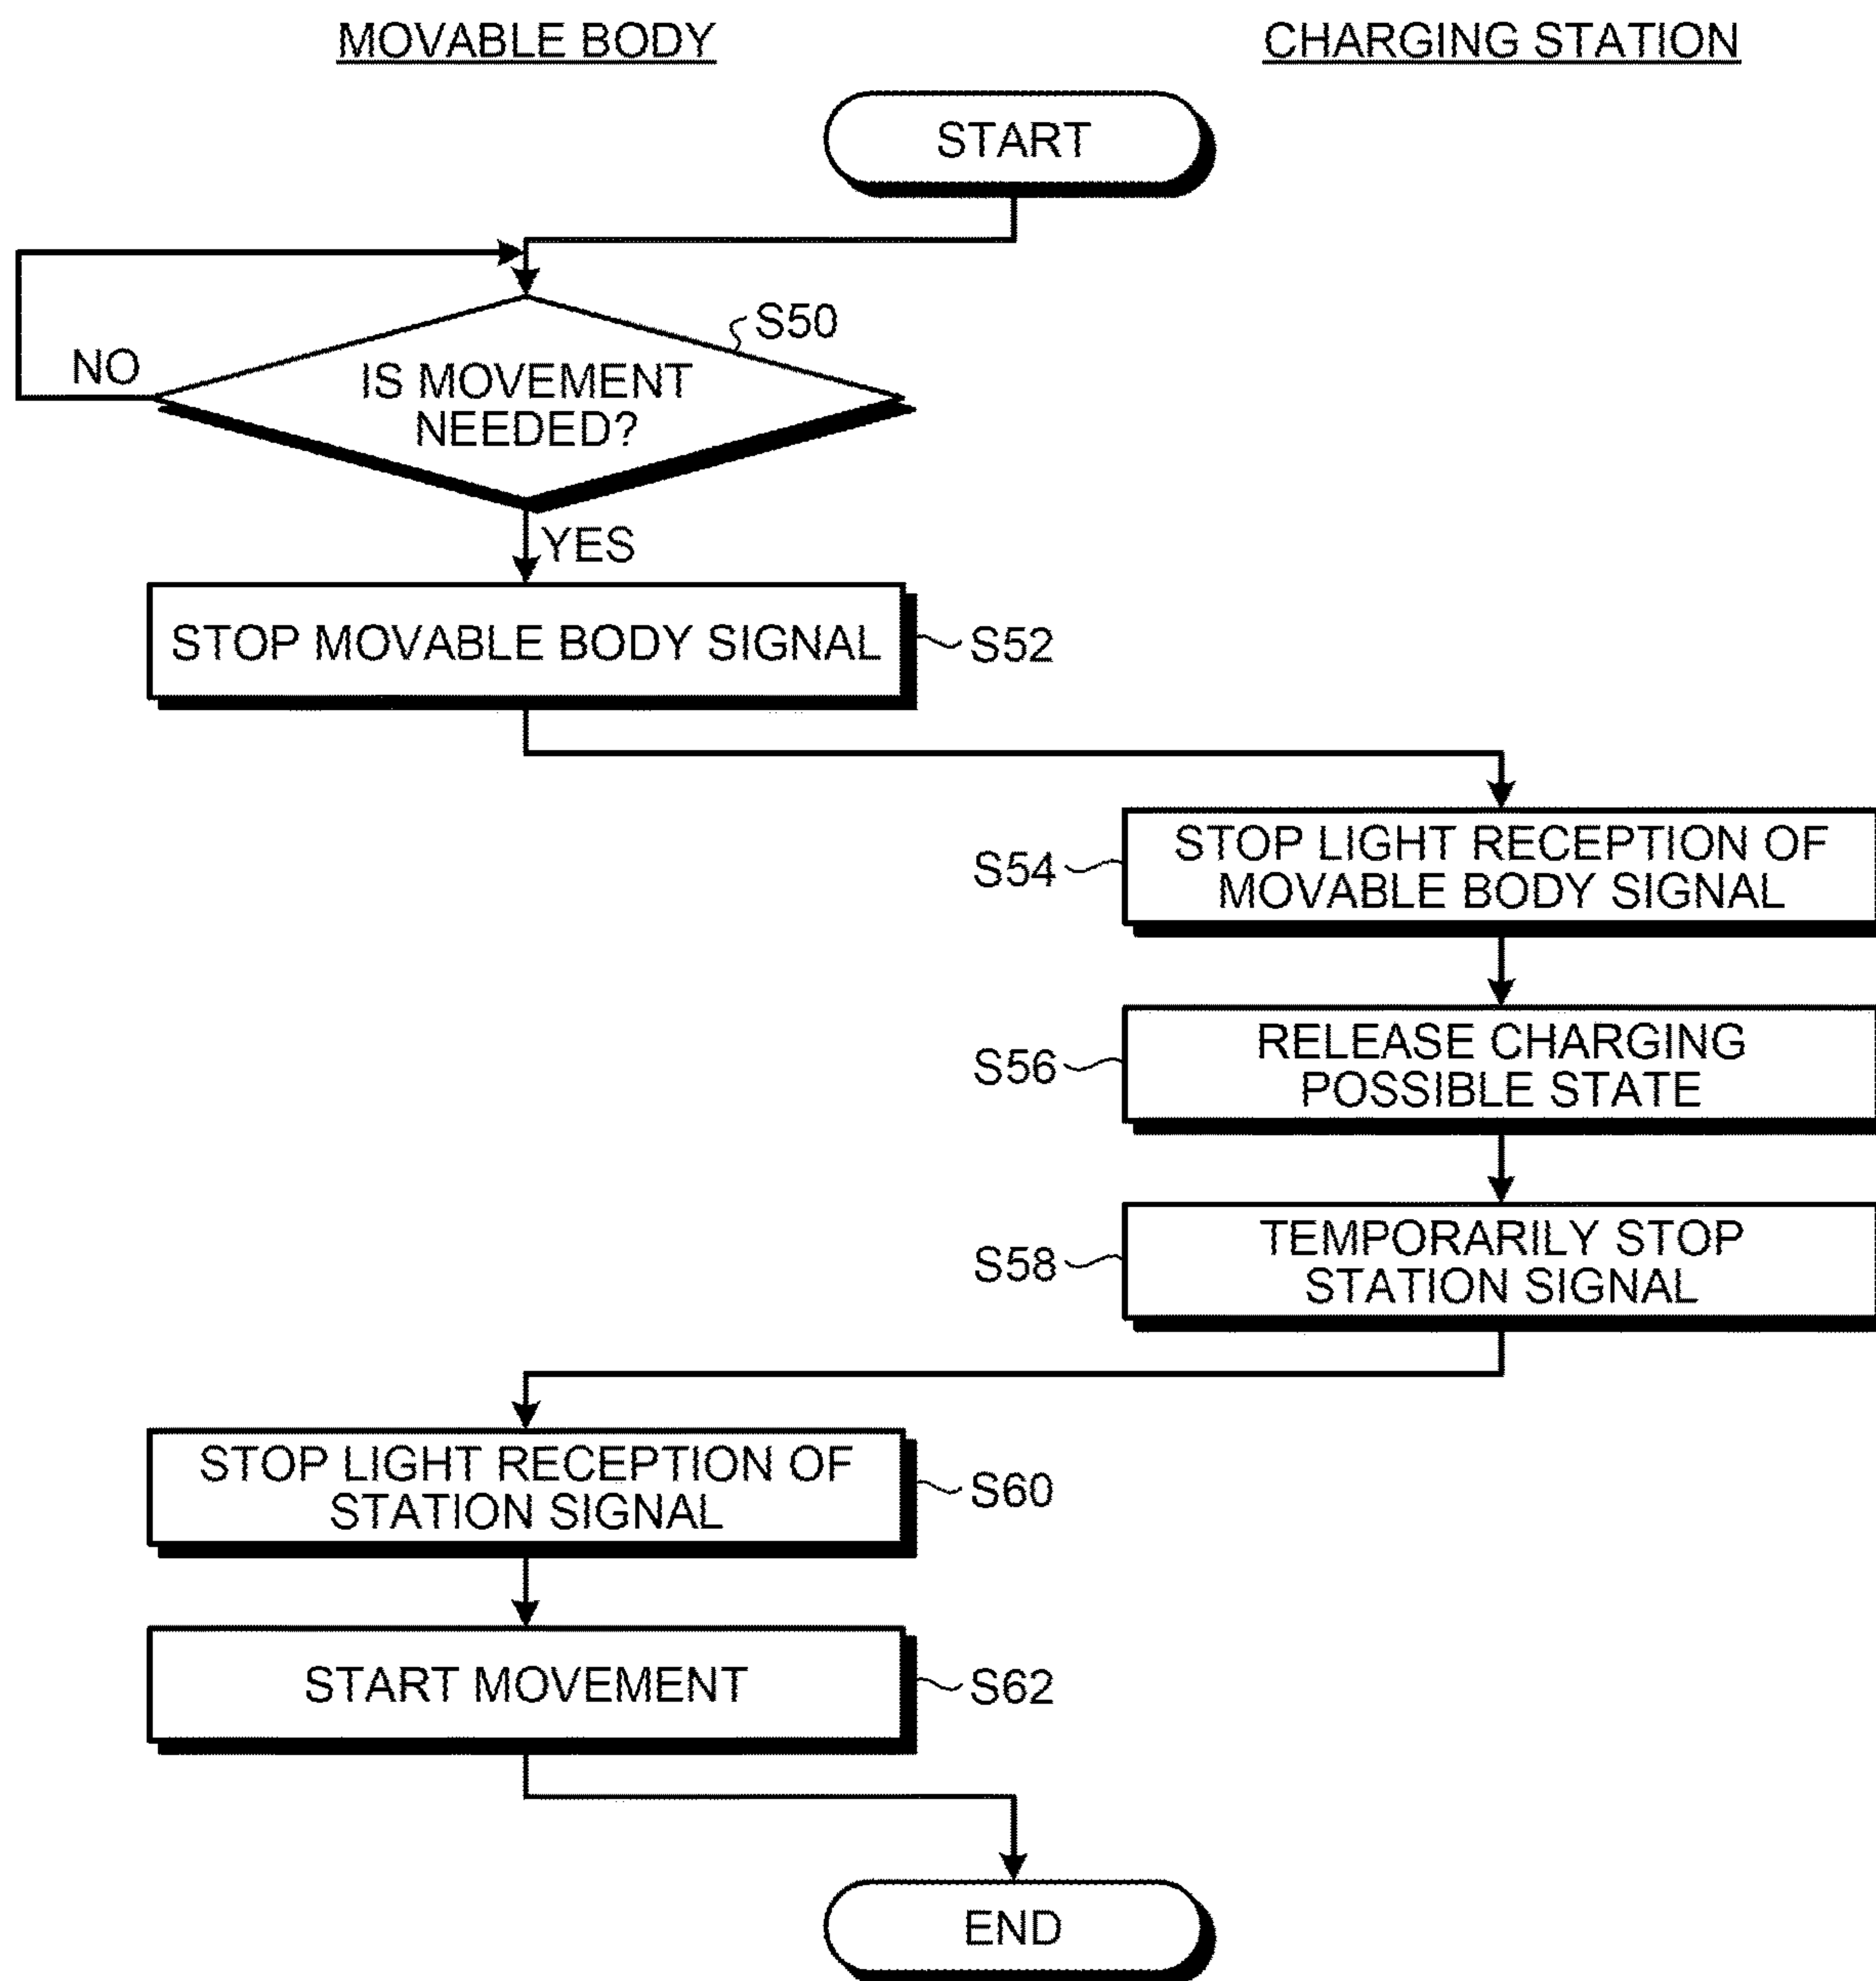 MOVABLE BODY
CHARGING STATION
START
S50
NO
IS MOVEMENT
NEEDED?
YES
STOP MOVABLE BODY SIGNAL
S52
S54
STOP LIGHT RECEPTION OF
MOVABLE BODY SIGNAL
S56
RELEASE CHARGING
POSSIBLE STATE
S58
TEMPORARILY STOP
STATION SIGNAL
STOP LIGHT RECEPTION OF
STATION SIGNAL
S60
START MOVEMENT
S62
END